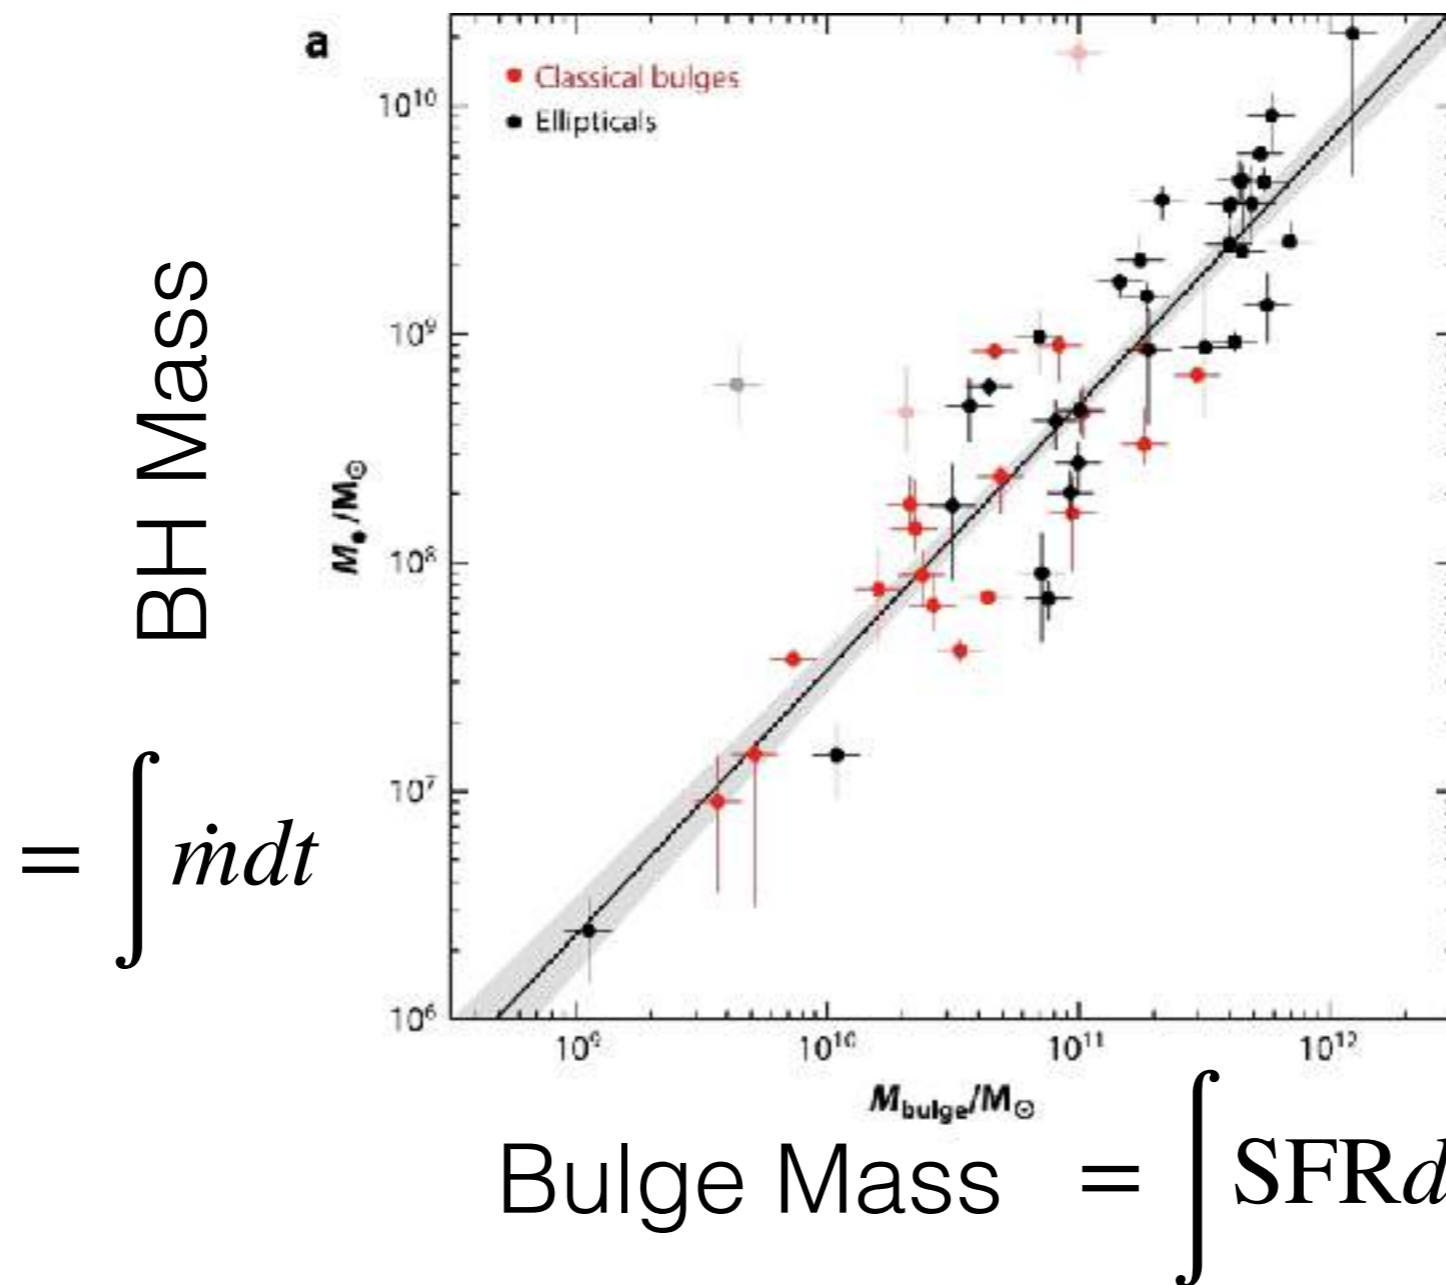 a
Classical bulges
Ellipticals
10¹⁰
10⁹
10⁸
10⁷
10⁶
M●/M⊙
BH Mass
= ∫ ṁdt
10⁹
10¹⁰
10¹¹
10¹²
Mbulge/M⊙
Bulge Mass = ∫ SFRd